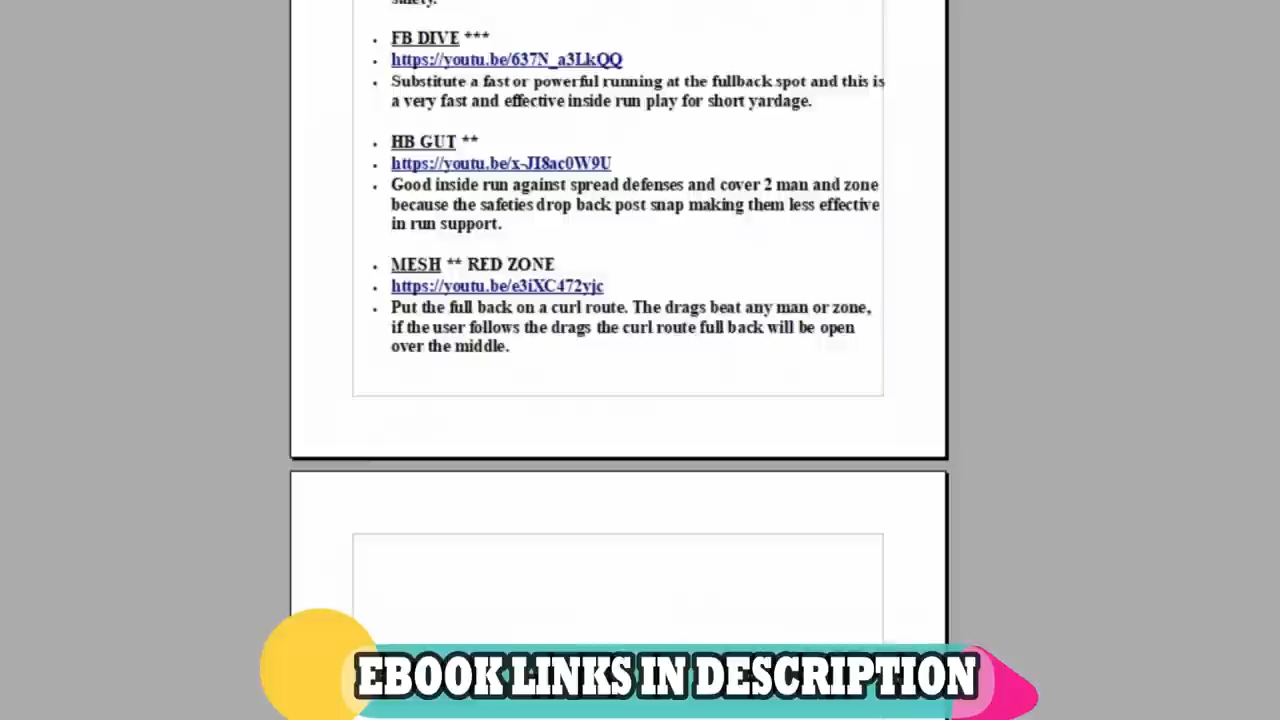 safety.
FB DIVE ***
https://youtu.be/637N_a3LkQQ
Substitute a fast or powerful running at the fullback spot and this is
a very fast and effective inside run play for short yardage.
HB GUT **
https://youtu.be/x-JI8ac0W9U
Good inside run against spread defenses and cover 2 man and zone
because the safeties drop back post snap making them less effective
in run support.
MESH ** RED ZONE
https://youtu.be/e3iXC472yjc
Put the full back on a curl route. The drags beat any man or zone,
if the user follows the drags the curl route full back will be open
over the middle.
EBOOK LINKS IN DESCRIPTION